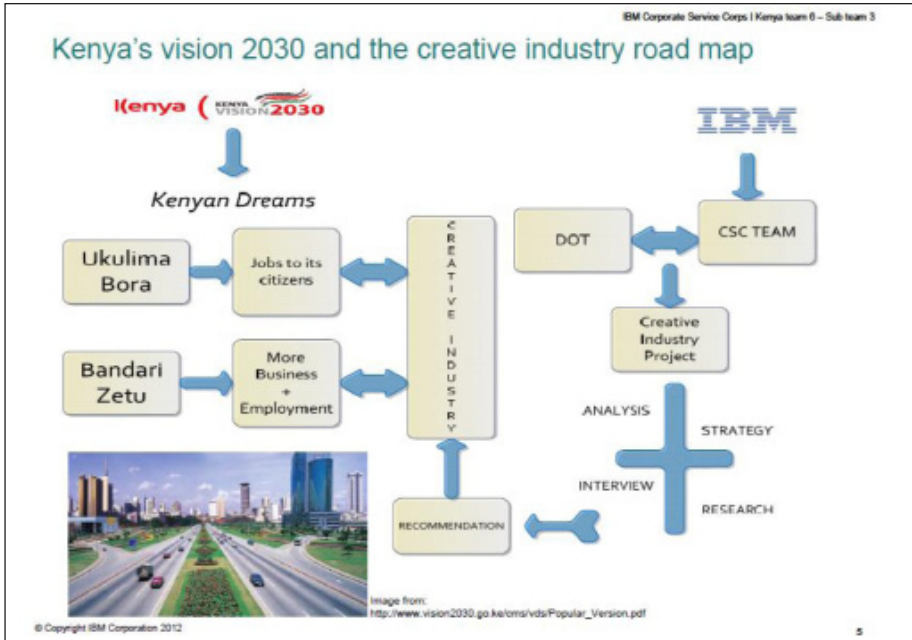 IBM Corporate Service Corps | Kenya team 6 – Sub team 3
Kenya's vision 2030 and the creative industry road map
Kenya
KENYA
VISION 2030
IBM
Kenyan Dreams
Ukulima
Bora
Jobs to its
citizens
Bandari
Zetu
More
Business
+
Employment
CREATIVE INDUSTRY
DOT
CSC TEAM
Creative
Industry
Project
ANALYSIS
STRATEGY
INTERVIEW
RESEARCH
RECOMMENDATION
Image from:
http://www.vision2030.go.ke/cms/vds/Popular_Version.pdf
© Copyright IBM Corporation 2012
5